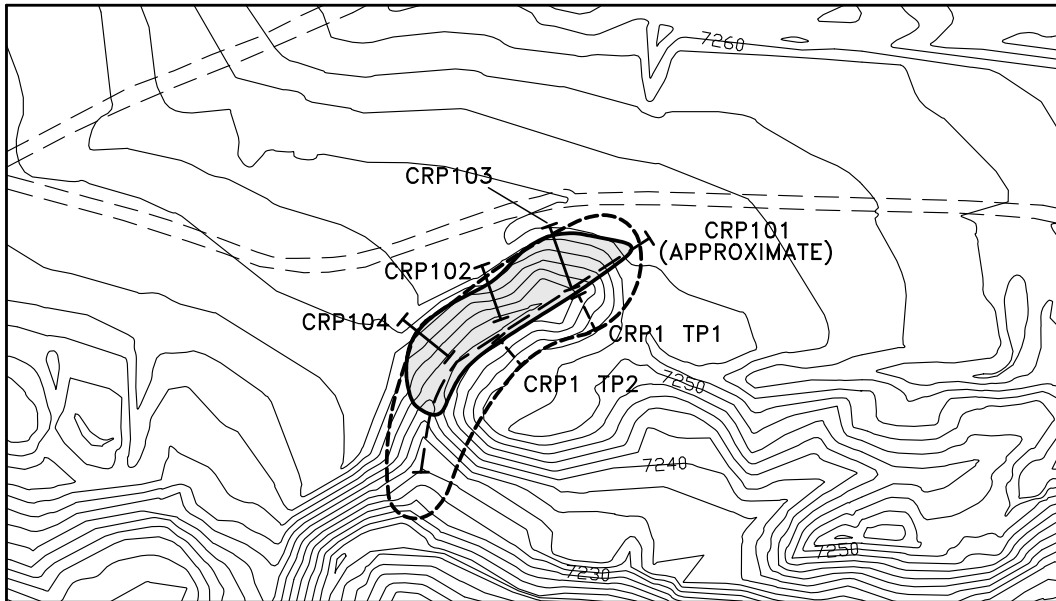 7260
CRP103
CRP101
(APPROXIMATE)
CRP102
CRP104
CRP1 TP1
CRP1 TP2
7250
7240
7250
7230